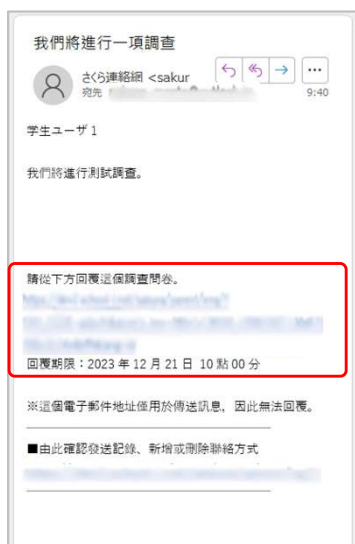 我們將進行一項調查
さくら連絡網 <sakur
宛先
9:40
学生ユーザ1
我們將進行測試調查。
請從下方回覆這個調查問卷。
回覆期限：2023 年 12 月 21 日 10 點 00 分
※這個電子郵件地址僅用於傳送訊息，因此無法回覆。
■由此確認發送記錄、新增或刪除聯絡方式